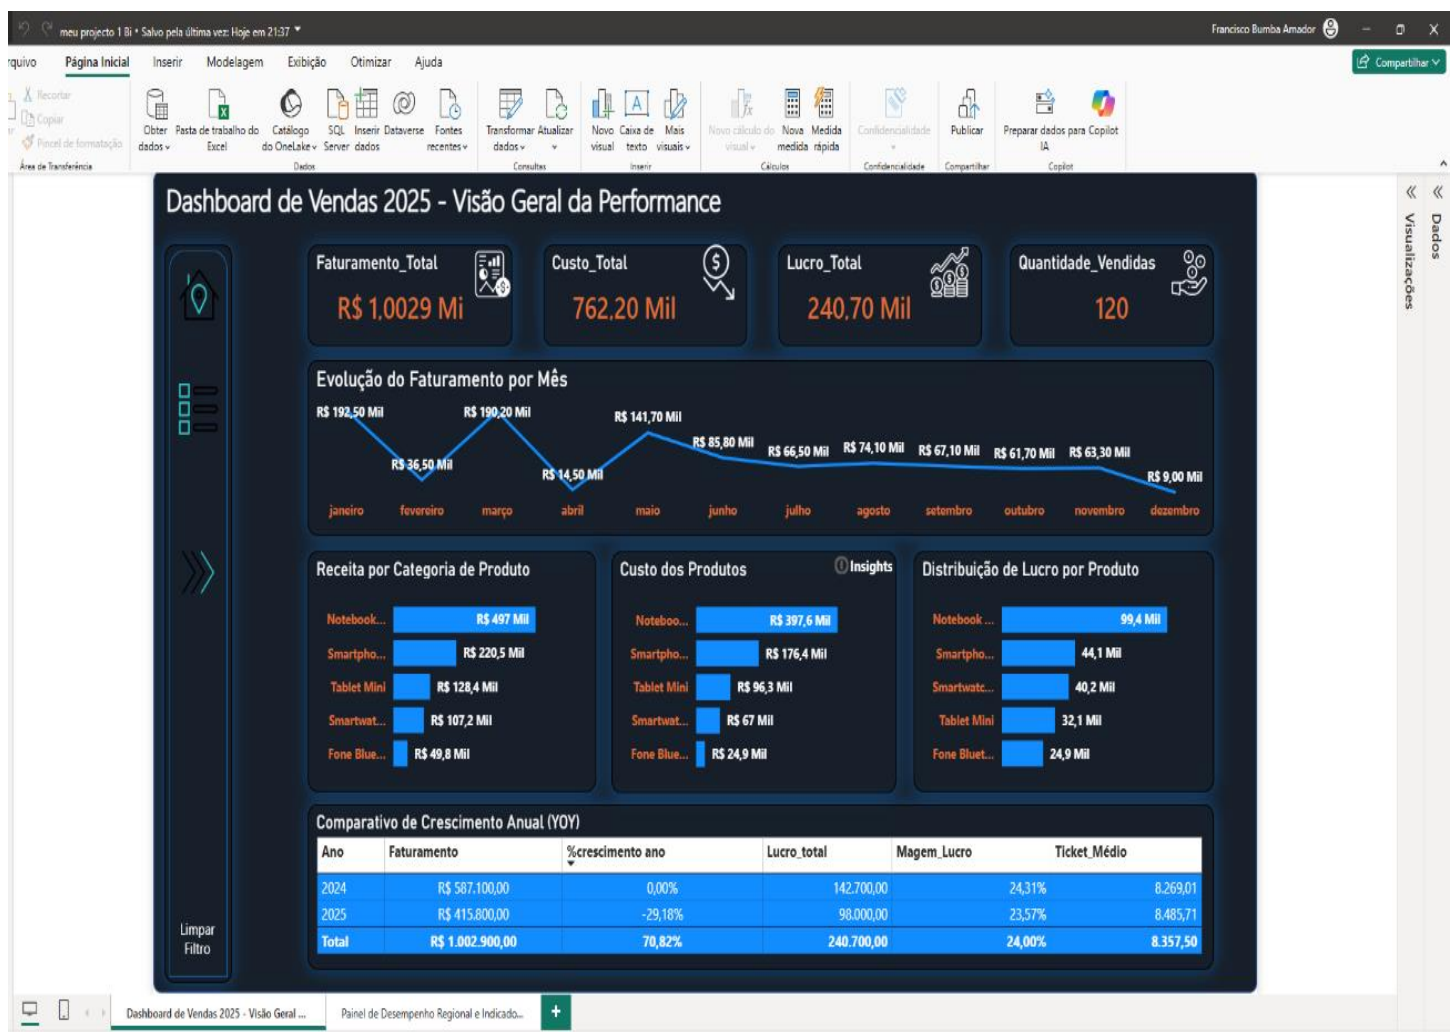 meu projecto 1 Bi • Salvo pela última vez: Hoje em 21:37
Francisco Bumba Amador
rquivo Página Inicial Inserir Modelagem Exibição Otimizar Ajuda
Compartilhar
Recortar
Copiar
Pincel de formatação
Área de Transferência
Obter dados
Pasta de trabalho do Excel
Catálogo do OneLake
SQL Server
Inserir dados
Dataverse
Fontes recentes
Dados
Transformar dados
Atualizar
Consultas
Novo visual
Caixa de texto
Mais visuais
Inserir
Novo cálculo do visual
Nova medida
Medida rápida
Cálculos
Confidencialidade
Confidencialidade
Publicar
Compartilhar
Preparar dados para IA
Copilot
Copilot
Visualizações
Dados
Dashboard de Vendas 2025 - Visão Geral da Performance
Faturamento_Total
R$ 1,0029 Mi
Custo_Total
762,20 Mil
Lucro_Total
240,70 Mil
Quantidade_Vendidas
120
Evolução do Faturamento por Mês
R$ 192,50 Mil R$ 36,50 Mil R$ 190,20 Mil R$ 14,50 Mil R$ 141,70 Mil R$ 85,80 Mil R$ 66,50 Mil R$ 74,10 Mil R$ 67,10 Mil R$ 61,70 Mil R$ 63,30 Mil R$ 9,00 Mil
janeiro fevereiro março abril maio junho julho agosto setembro outubro novembro dezembro
Receita por Categoria de Produto
Notebook... R$ 497 Mil
Smartpho... R$ 220,5 Mil
Tablet Mini R$ 128,4 Mil
Smartwat... R$ 107,2 Mil
Fone Blue... R$ 49,8 Mil
Custo dos Produtos
Insights
Noteboo... R$ 397,6 Mil
Smartpho... R$ 176,4 Mil
Tablet Mini R$ 96,3 Mil
Smartwat... R$ 67 Mil
Fone Blue... R$ 24,9 Mil
Distribuição de Lucro por Produto
Notebook ... 99,4 Mil
Smartpho... 44,1 Mil
Smartwatc... 40,2 Mil
Tablet Mini 32,1 Mil
Fone Bluet... 24,9 Mil
Comparativo de Crescimento Anual (YOY)
Ano Faturamento %crescimento ano Lucro_total Magem_Lucro Ticket_Médio
2024 R$ 587.100,00 0,00% 142.700,00 24,31% 8.269,01
2025 R$ 415.800,00 -29,18% 98.000,00 23,57% 8.485,71
Total R$ 1.002.900,00 70,82% 240.700,00 24,00% 8.357,50
Limpar
Filtro
Dashboard de Vendas 2025 - Visão Geral ...
Painel de Desempenho Regional e Indicado...